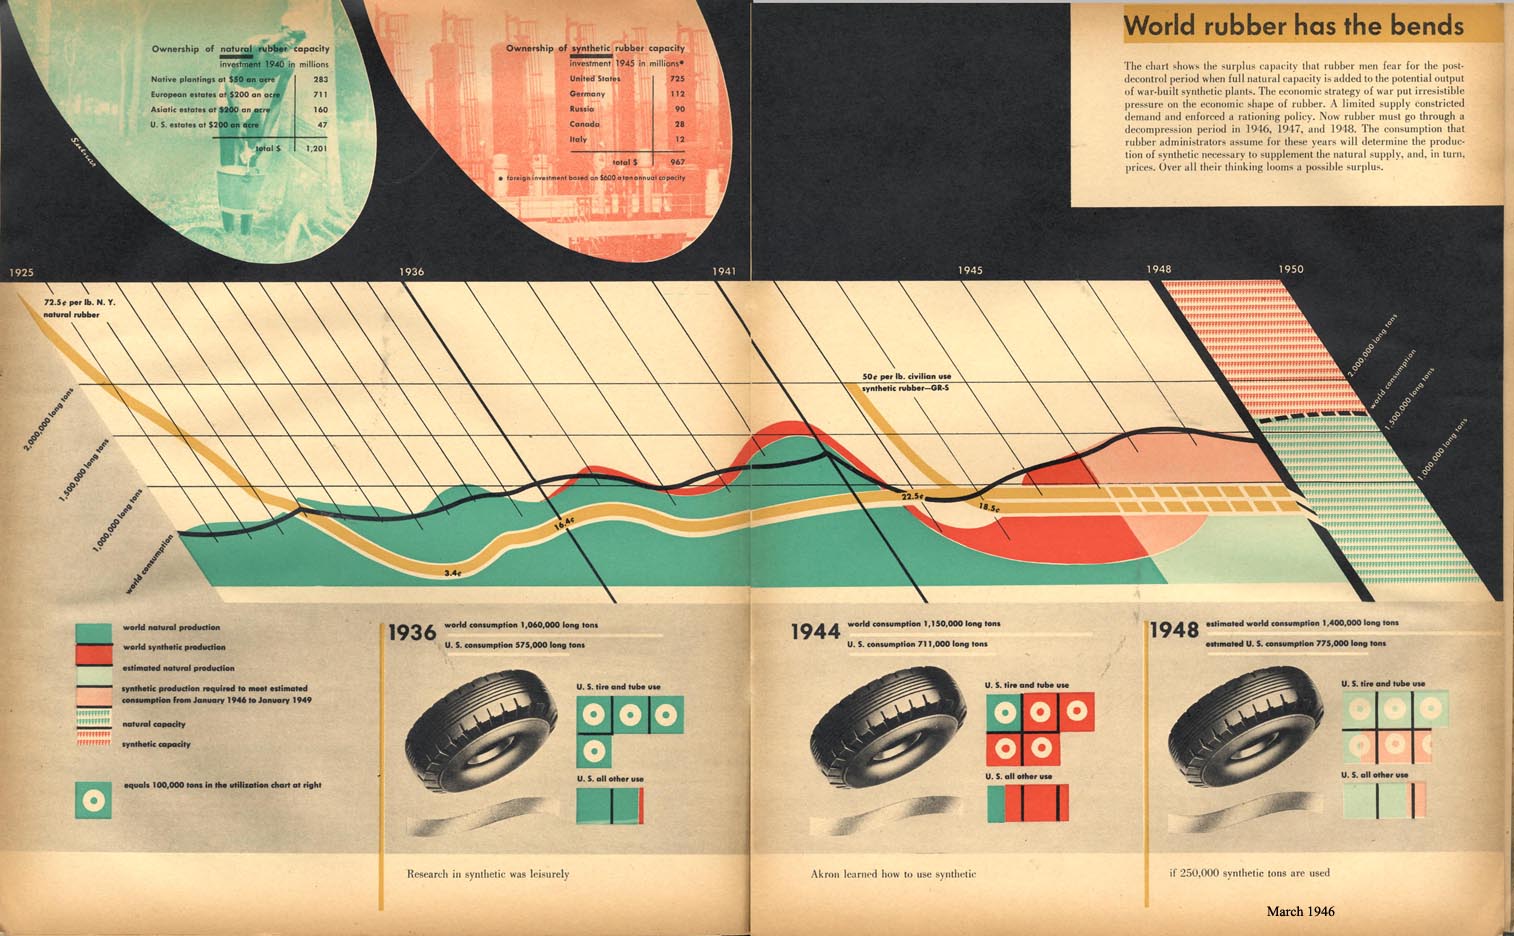 World rubber has the bends
The chart shows the surplus capacity that rubber men fear for the post-
decontrol period when full natural capacity is added to the potential output
of war-built synthetic plants. The economic strategy of war put irresistible
pressure on the economic shape of rubber. A limited supply constricted
demand and enforced a rationing policy. Now rubber must go through a
decompression period in 1946, 1947, and 1948. The consumption that
rubber administrators assume for these years will determine the produc-
tion of synthetic necessary to supplement the natural supply, and, in turn,
prices. Over all their thinking looms a possible surplus.
Ownership of natural rubber capacity
investment 1940 in millions
Native plantings at $50 an acre 283
European estates at $200 an acre 711
Asiatic estates at $200 an acre 160
U. S. estates at $200 an acre 47
total $ 1,201
Ownership of synthetic rubber capacity
investment 1945 in millions*
United States 725
Germany 112
Russia 90
Canada 28
Italy 12
total $ 967
* foreign investment based on $600 a ton annual capacity
1925 1936 1941 1945 1948 1950
72.5¢ per lb. N. Y.
natural rubber
50¢ per lb. civilian use
synthetic rubber—GR-S
2,000,000 long tons
1,500,000 long tons
1,000,000 long tons
world consumption
3.4¢
16.4¢
22.5¢
18.5¢
2,000,000 long tons
world consumption
1,500,000 long tons
1,000,000 long tons
world natural production
world synthetic production
estimated natural production
synthetic production required to meet estimated
consumption from January 1946 to January 1949
natural capacity
synthetic capacity
equals 100,000 tons in the utilization chart at right
1936
world consumption 1,060,000 long tons
U. S. consumption 575,000 long tons
U. S. tire and tube use
U. S. all other use
Research in synthetic was leisurely
1944
world consumption 1,150,000 long tons
U. S. consumption 711,000 long tons
U. S. tire and tube use
U. S. all other use
Akron learned how to use synthetic
1948
estimated world consumption 1,400,000 long tons
estimated U. S. consumption 775,000 long tons
U. S. tire and tube use
U. S. all other use
if 250,000 synthetic tons are used
March 1946